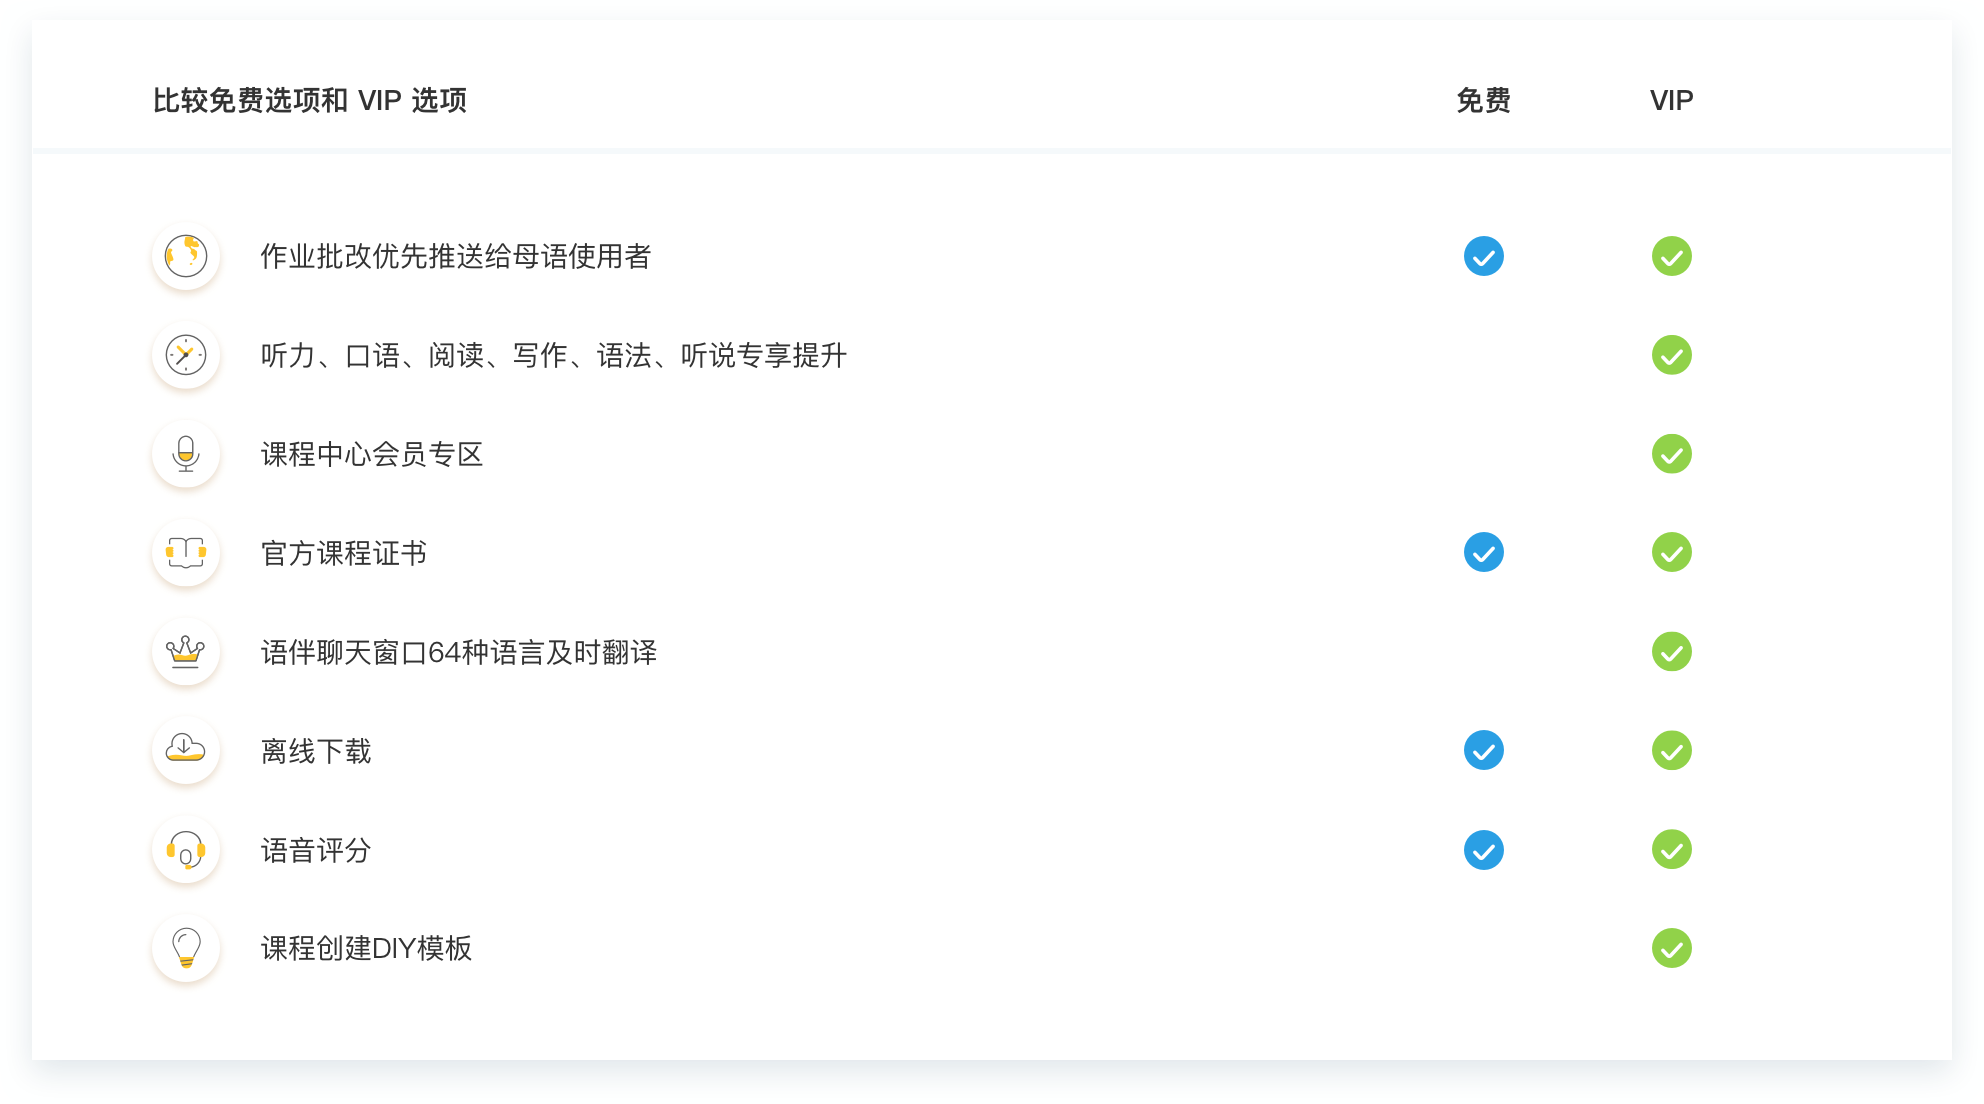 比较免费选项和 VIP 选项 免费 VIP
作业批改优先推送给母语使用者
听力、口语、阅读、写作、语法、听说专享提升
课程中心会员专区
官方课程证书
语伴聊天窗口64种语言及时翻译
离线下载
语音评分
课程创建DIY模板